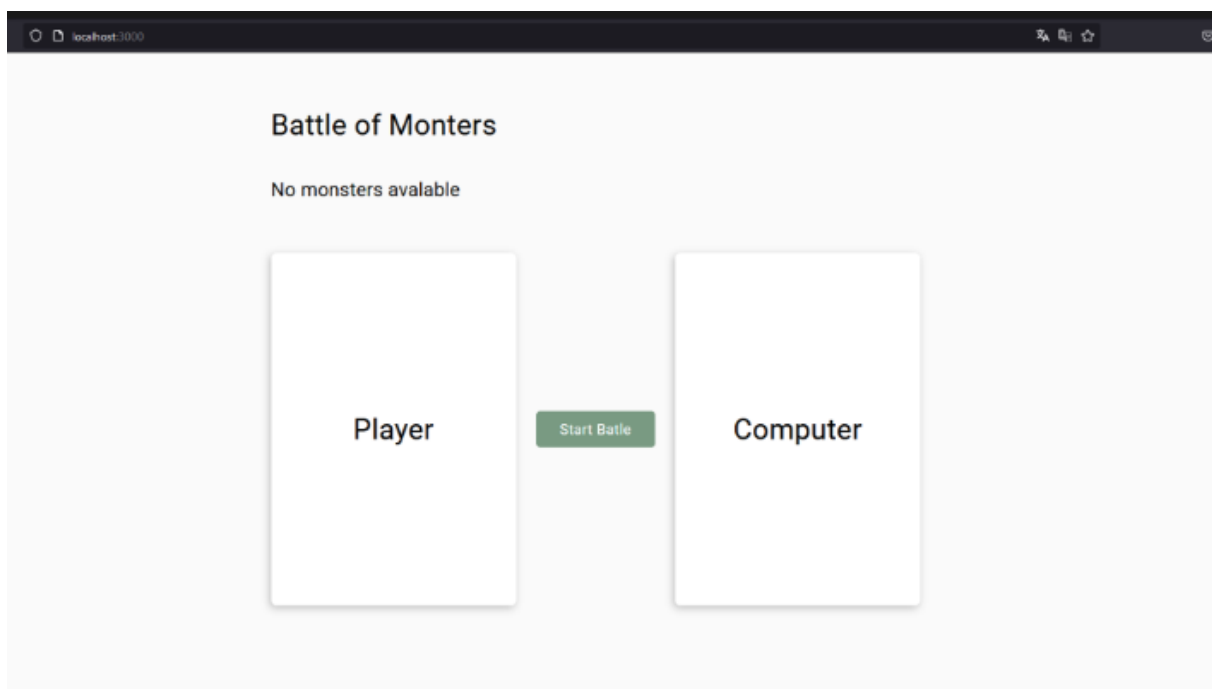 localhost:3000
Battle of Monters
No monsters avalable
Player
Start Batle
Computer